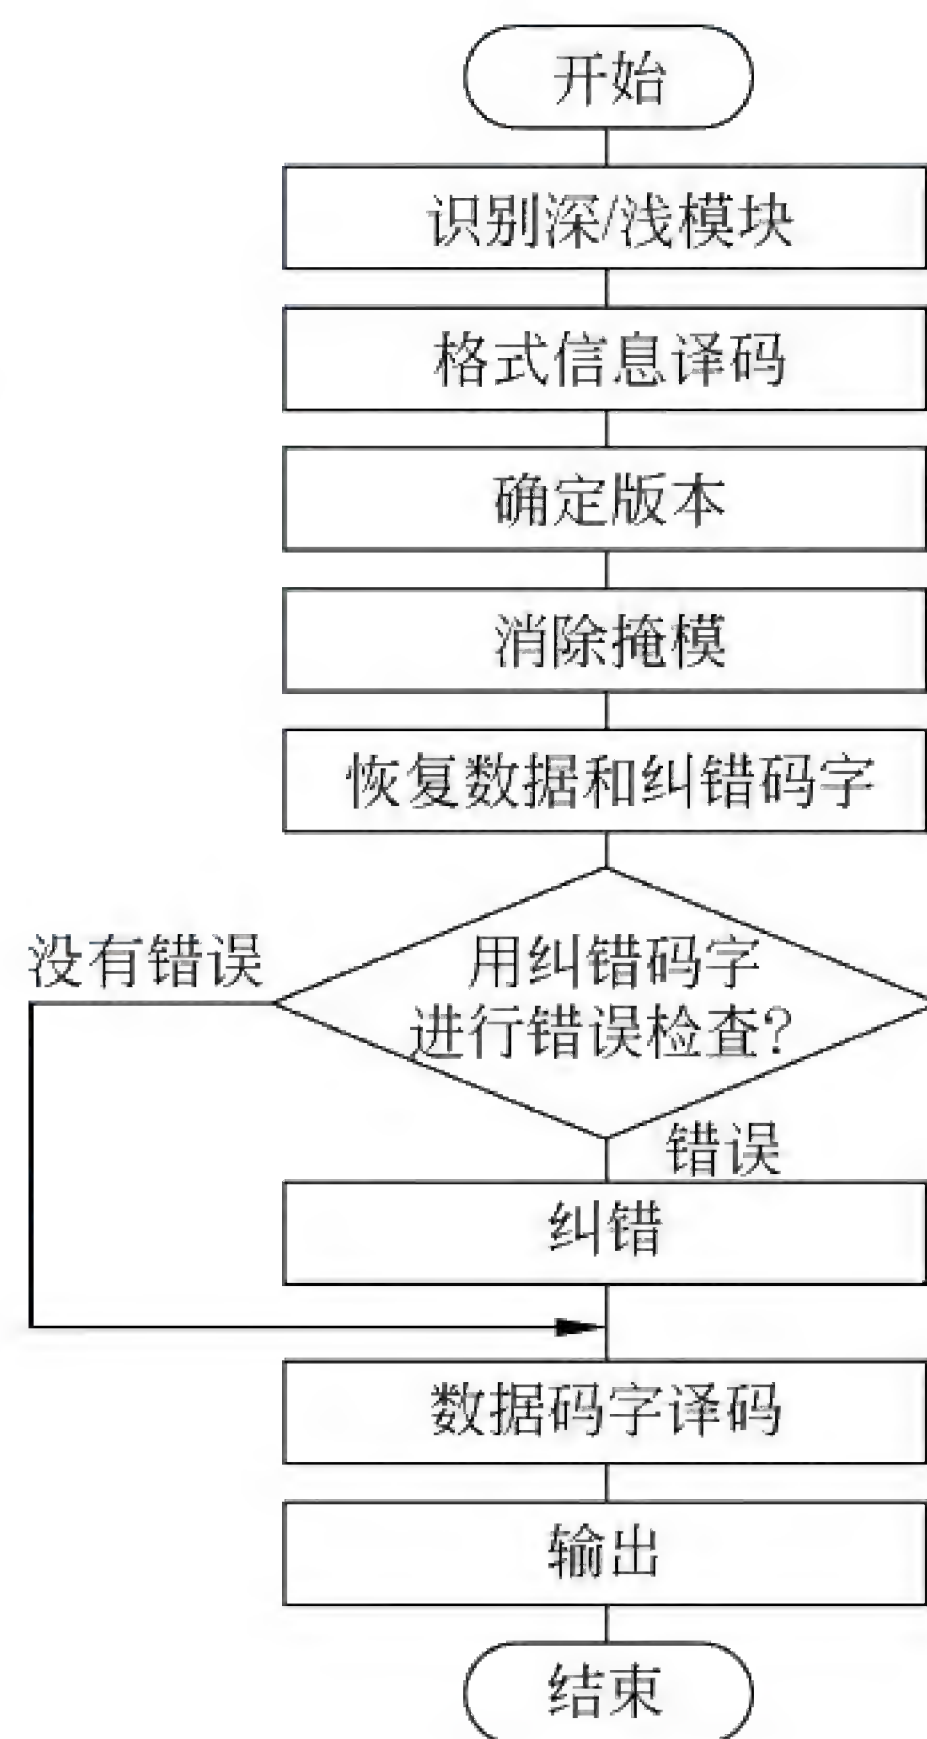 开始
识别深/浅模块
格式信息译码
确定版本
消除掩模
恢复数据和纠错码字
没有错误
用纠错码字
进行错误检查?
错误
纠错
数据码字译码
输出
结束